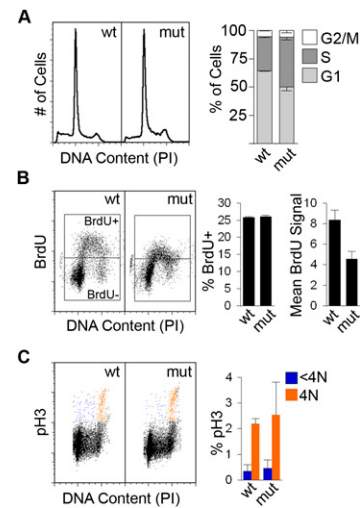 A
wt
mut
# of Cells
DNA Content (PI)
% of Cells
100
75
50
25
wt
mut
G2/M
S
G1
B
wt
mut
BrdU+
BrdU-
BrdU
DNA Content (PI)
% BrdU+
30
25
20
15
10
5
0
wt
mut
Mean BrdU Signal
10
8
6
4
2
0
wt
mut
C
wt
mut
pH3
DNA Content (PI)
% pH3
4
3
2
1
0
wt
mut
<4N
4N